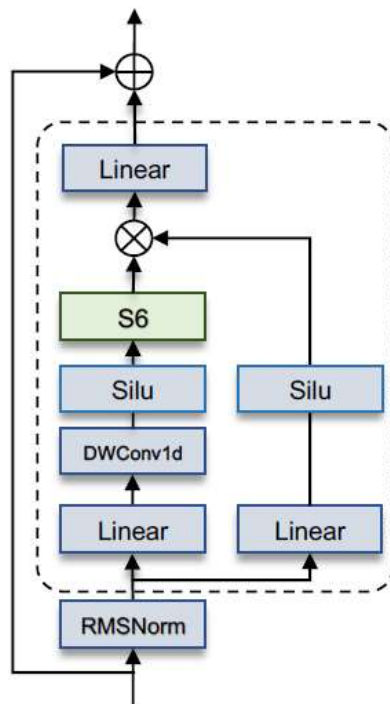 Linear
S6
Silu
Silu
DWConv1d
Linear
Linear
RMSNorm